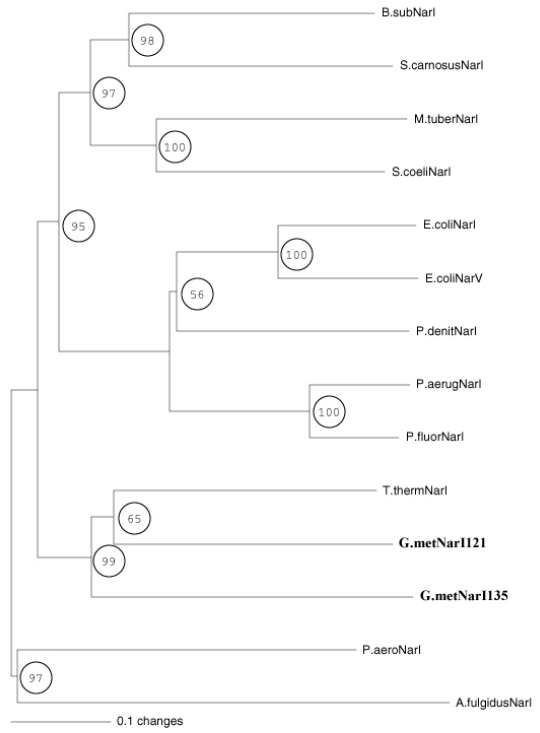 B.subNarI
98
S.carnosusNarI
97
M.tuberNarI
100
S.coeliNarI
E.coliNarI
95
100
E.coliNarV
56
P.denitNarI
P.aerugNarI
100
P.fluorNarI
T.thermNarI
65
G.metNarI121
99
G.metNarI135
P.aeroNarI
97
A.fulgidusNarI
0.1 changes